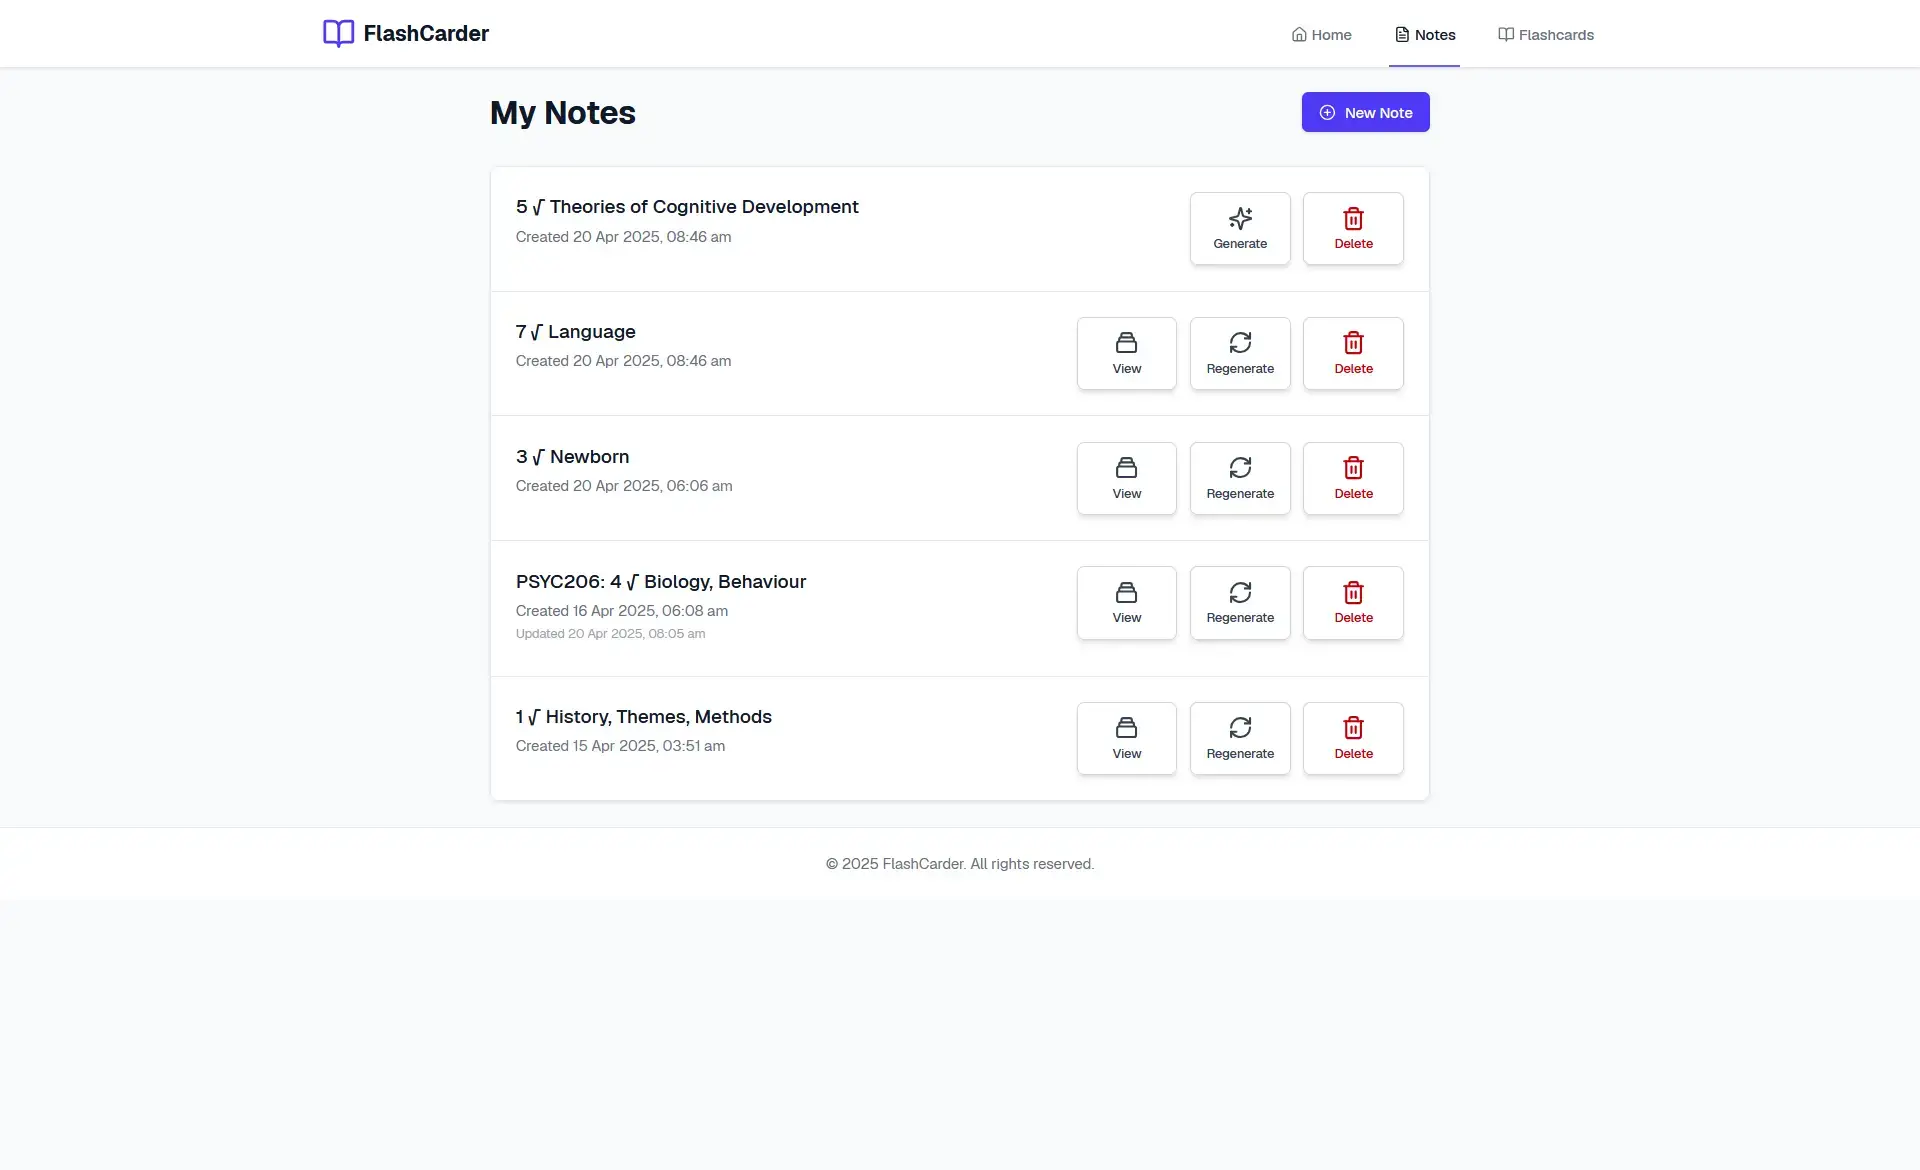 FlashCarder
Home
Notes
Flashcards
My Notes
New Note
5 √ Theories of Cognitive Development
Created 20 Apr 2025, 08:46 am
Generate
Delete
7 √ Language
Created 20 Apr 2025, 08:46 am
View
Regenerate
Delete
3 √ Newborn
Created 20 Apr 2025, 06:06 am
View
Regenerate
Delete
PSYC206: 4 √ Biology, Behaviour
Created 16 Apr 2025, 06:08 am
Updated 20 Apr 2025, 08:05 am
View
Regenerate
Delete
1 √ History, Themes, Methods
Created 15 Apr 2025, 03:51 am
View
Regenerate
Delete
© 2025 FlashCarder. All rights reserved.